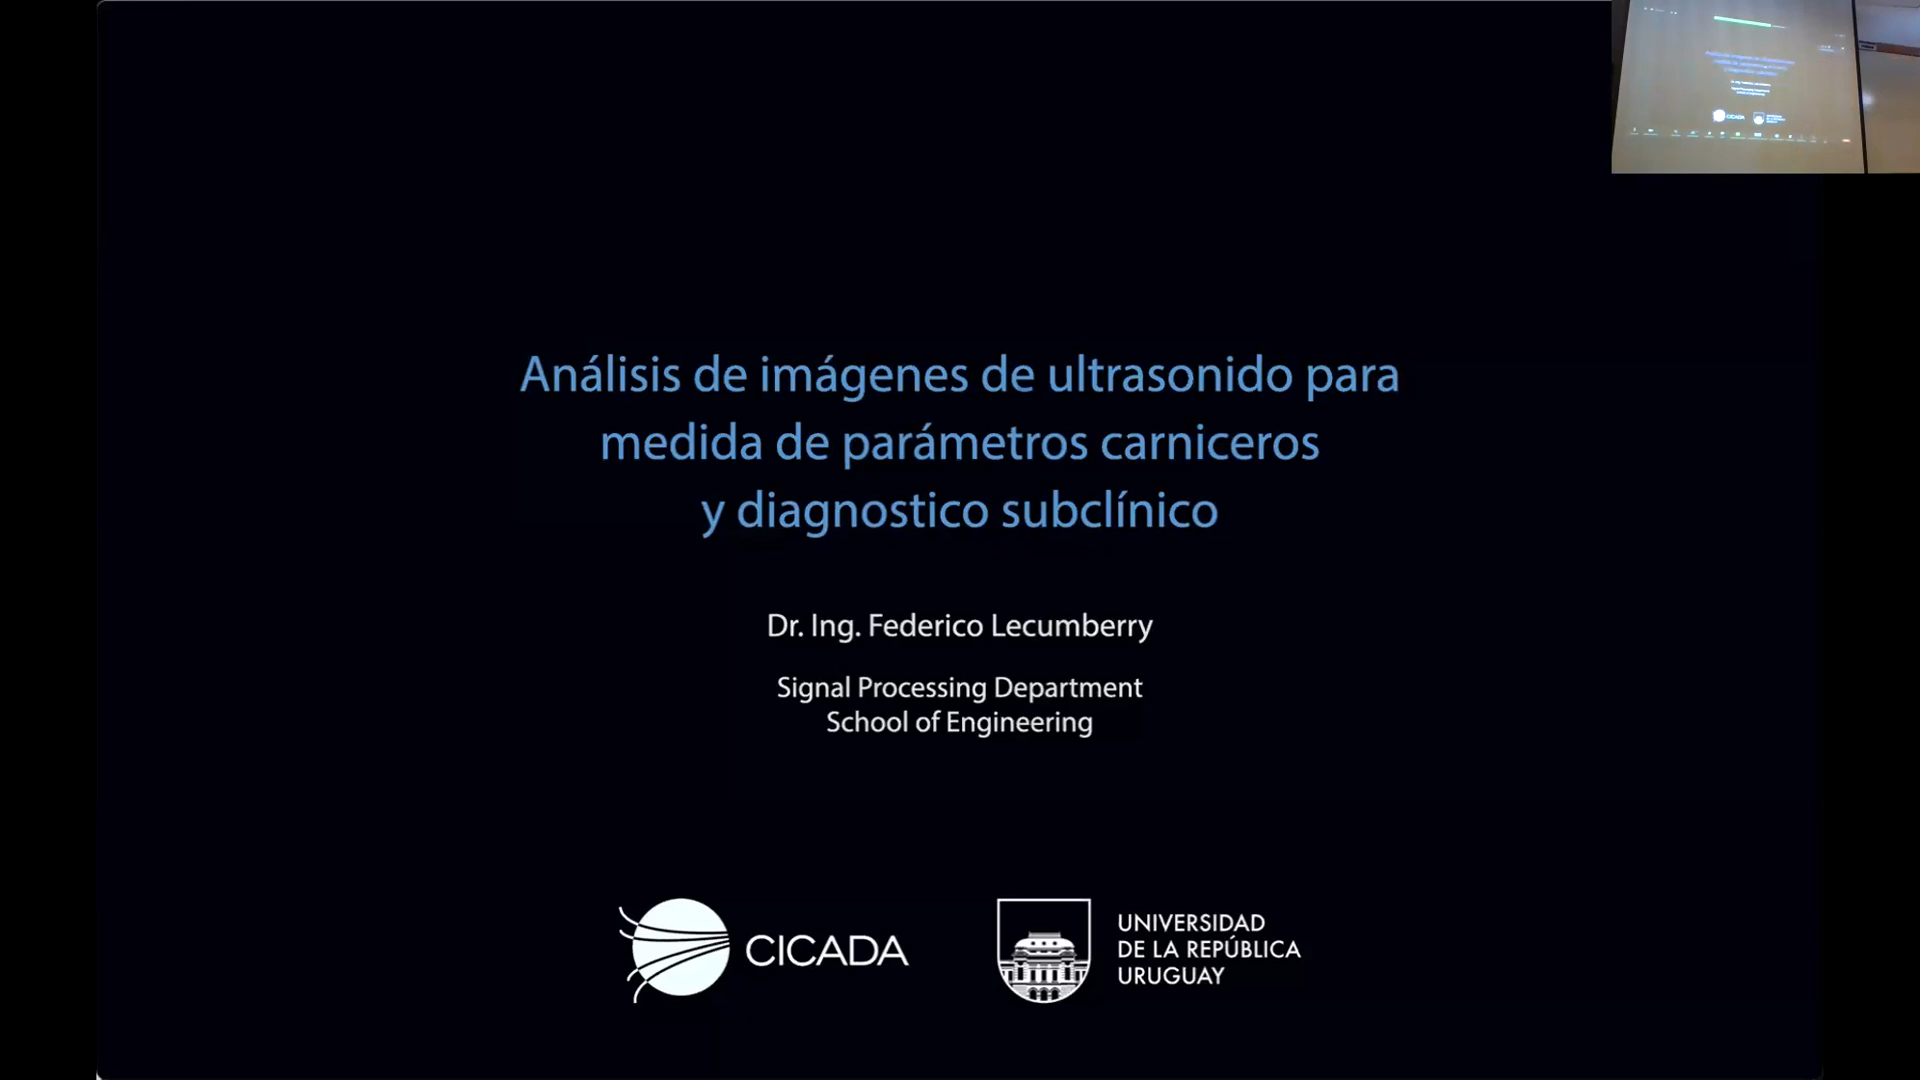 Análisis de imágenes de ultrasonido para
medida de parámetros carniceros
y diagnostico subclínico
Dr. Ing. Federico Lecumberry
Signal Processing Department
School of Engineering
CICADA
UNIVERSIDAD
DE LA REPÚBLICA
URUGUAY